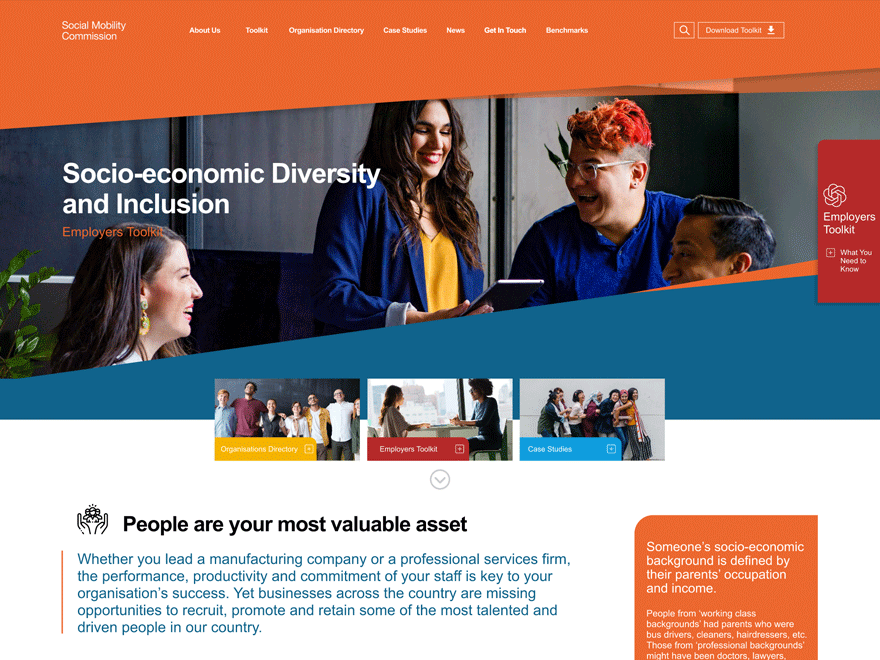 Social Mobility
Commission
About Us
Toolkit
Organisation Directory
Case Studies
News
Get In Touch
Benchmarks
Download Toolkit
Socio-economic Diversity
and Inclusion
Employers Toolkit
Employers
Toolkit
What You
Need to
Know
Organisations Directory
Employers Toolkit
Case Studies
People are your most valuable asset
Whether you lead a manufacturing company or a professional services firm,
the performance, productivity and commitment of your staff is key to your
organisation's success. Yet businesses across the country are missing
opportunities to recruit, promote and retain some of the most talented and
driven people in our country.
Someone's socio-economic
background is defined by
their parents' occupation
and income.
People from 'working class
backgrounds' had parents who were
bus drivers, cleaners, hairdressers, etc.
Those from 'professional backgrounds'
might have been doctors, lawyers,